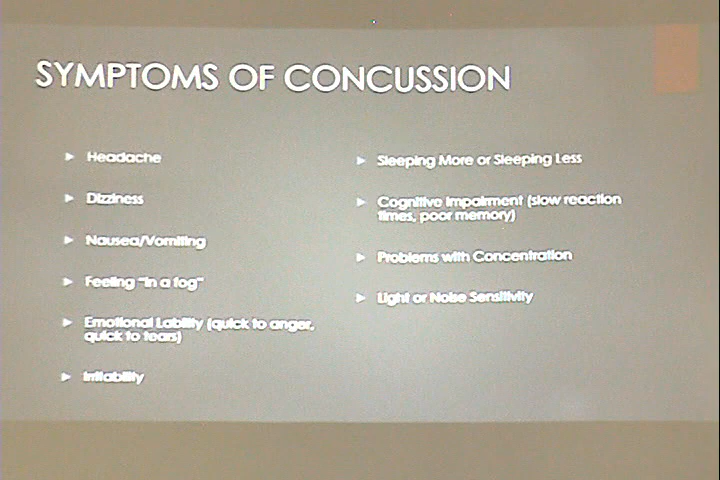 SYMPTOMS OF CONCUSSION
Headache
Dizziness
Nausea/Vomiting
Feeling "in a fog"
Emotional Lability (quick to anger,
quick to tears)
Irritability
Sleeping More or Sleeping Less
Cognitive Impairment (slow reaction
times, poor memory)
Problems with Concentration
Light or Noise Sensitivity